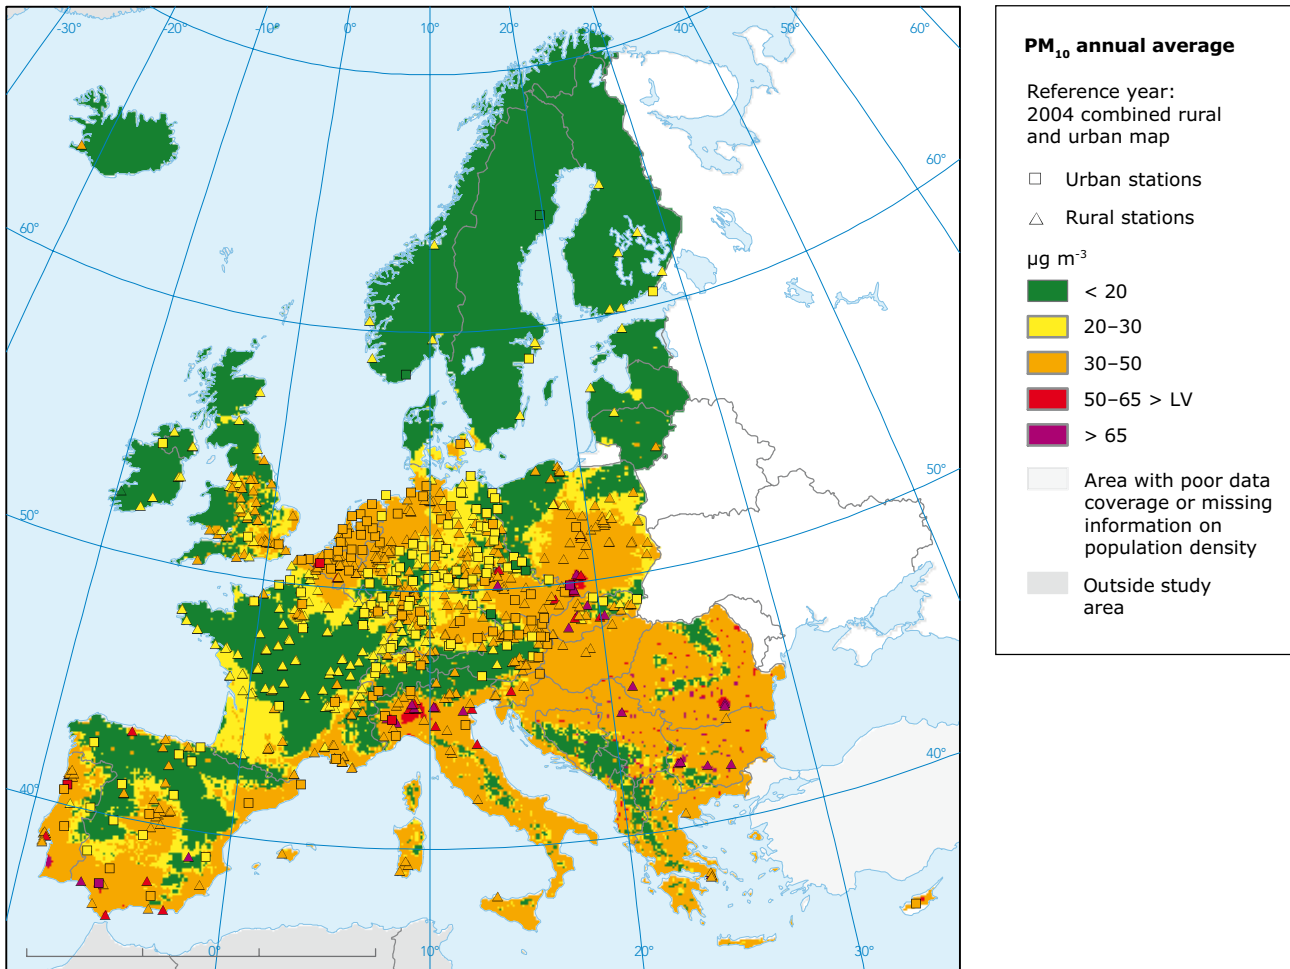 -30° -20° -10° 0° 10° 20° 30° 60°
60° 60°
50° 50°
40° 40°
0° 10° 20° 30°
PM10 annual average
Reference year:
2004 combined rural
and urban map
Urban stations
Rural stations
µg m-3
< 20
20–30
30–50
50–65 > LV
> 65
Area with poor data
coverage or missing
information on
population density
Outside study
area